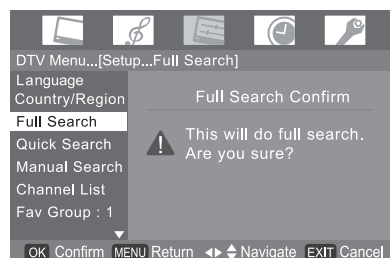 DTV Menu...[Setup...Full Search]
Language
Country/Region
Full Search
Quick Search
Manual Search
Channel List
Fav Group : 1
Full Search Confirm
This will do full search.
Are you sure?
OK Confirm MENU Return Navigate EXIT Cancel